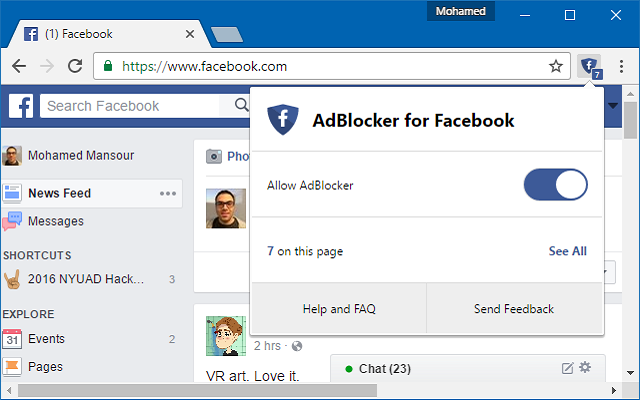 Mohamed
(1) Facebook
https://www.facebook.com
7
Search Facebook
AdBlocker for Facebook
Mohamed Mansour
Pho
Allow AdBlocker
News Feed
Messages
7 on this page
See All
SHORTCUTS
2016 NYUAD Hack... 3
Help and FAQ
Send Feedback
EXPLORE
31
Events 2
2 hrs ·
Pages
VR art. Love it.
Chat (23)